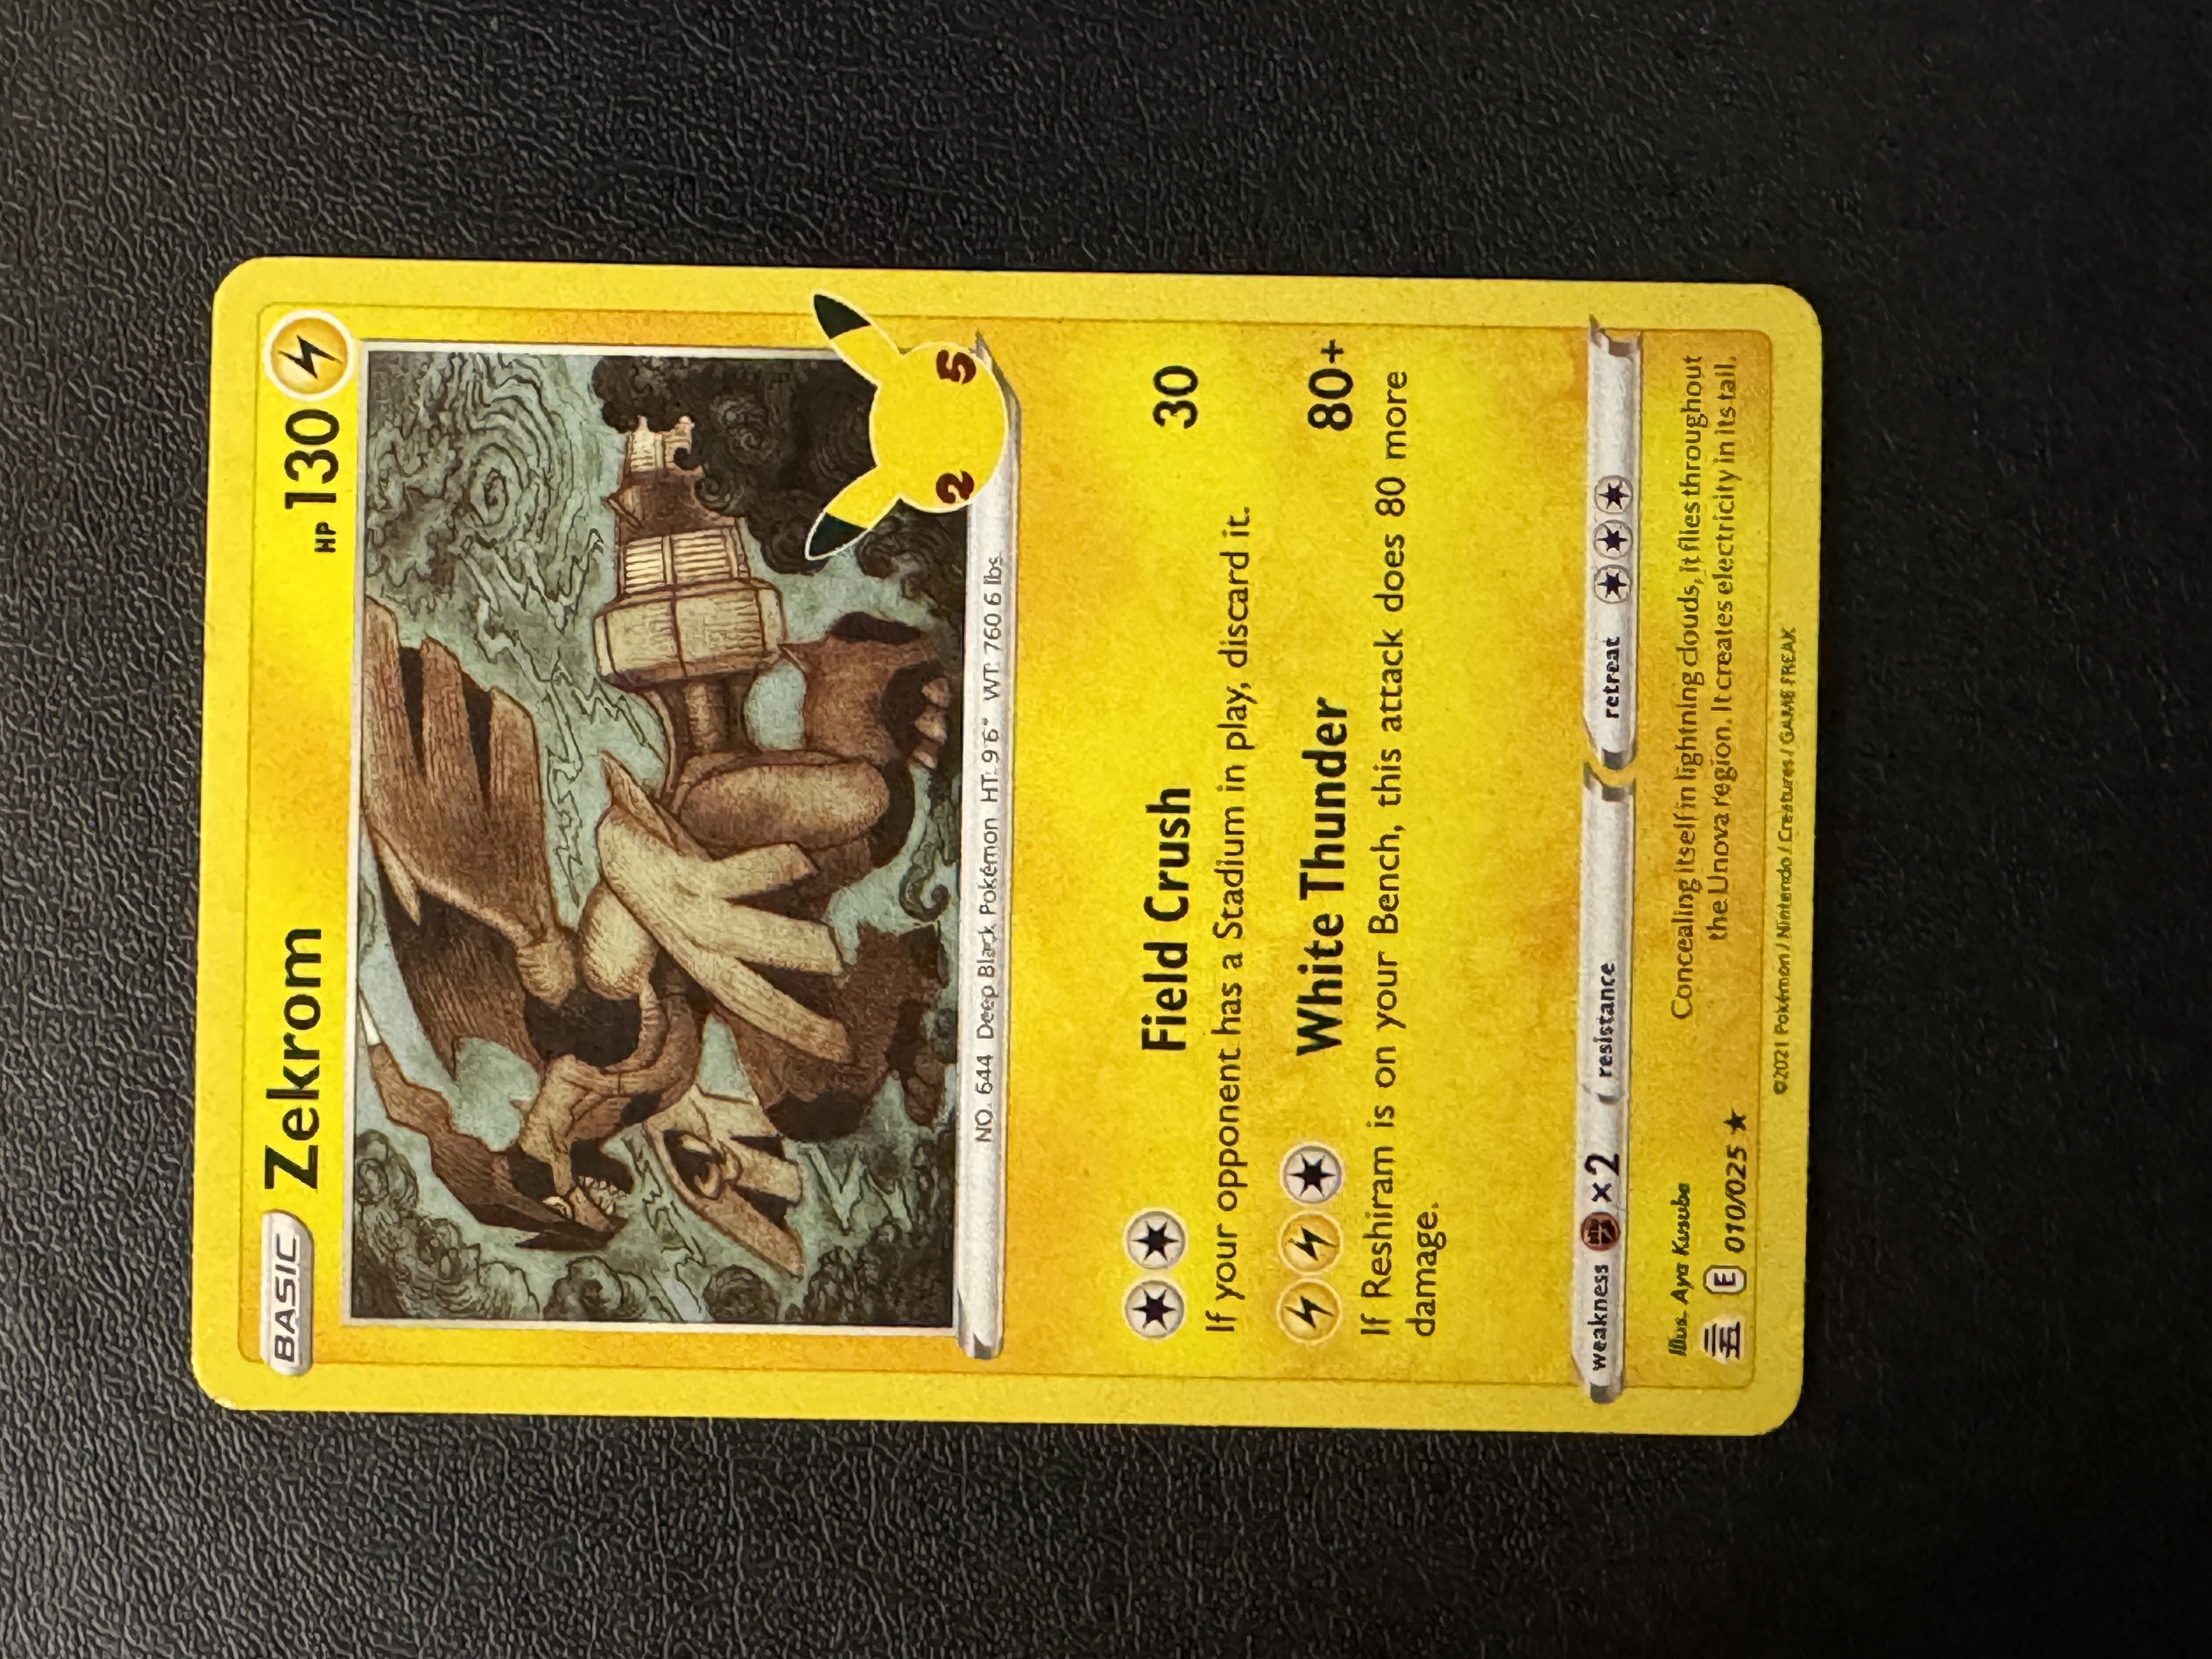 BASIC Zekrom HP 130
2 5
NO. 644 Deep Black Pokémon HT: 9'6" WT: 760.6 lbs.
Field Crush 30
If your opponent has a Stadium in play, discard it.
White Thunder 80+
If Reshiram is on your Bench, this attack does 80 more
damage.
weakness ×2 resistance retreat
Illus. Aya Kusube
Concealing itself in lightning clouds, it flies throughout
the Unova region. It creates electricity in its tail.
E 010/025 ★
©2021 Pokémon / Nintendo / Creatures / GAME FREAK